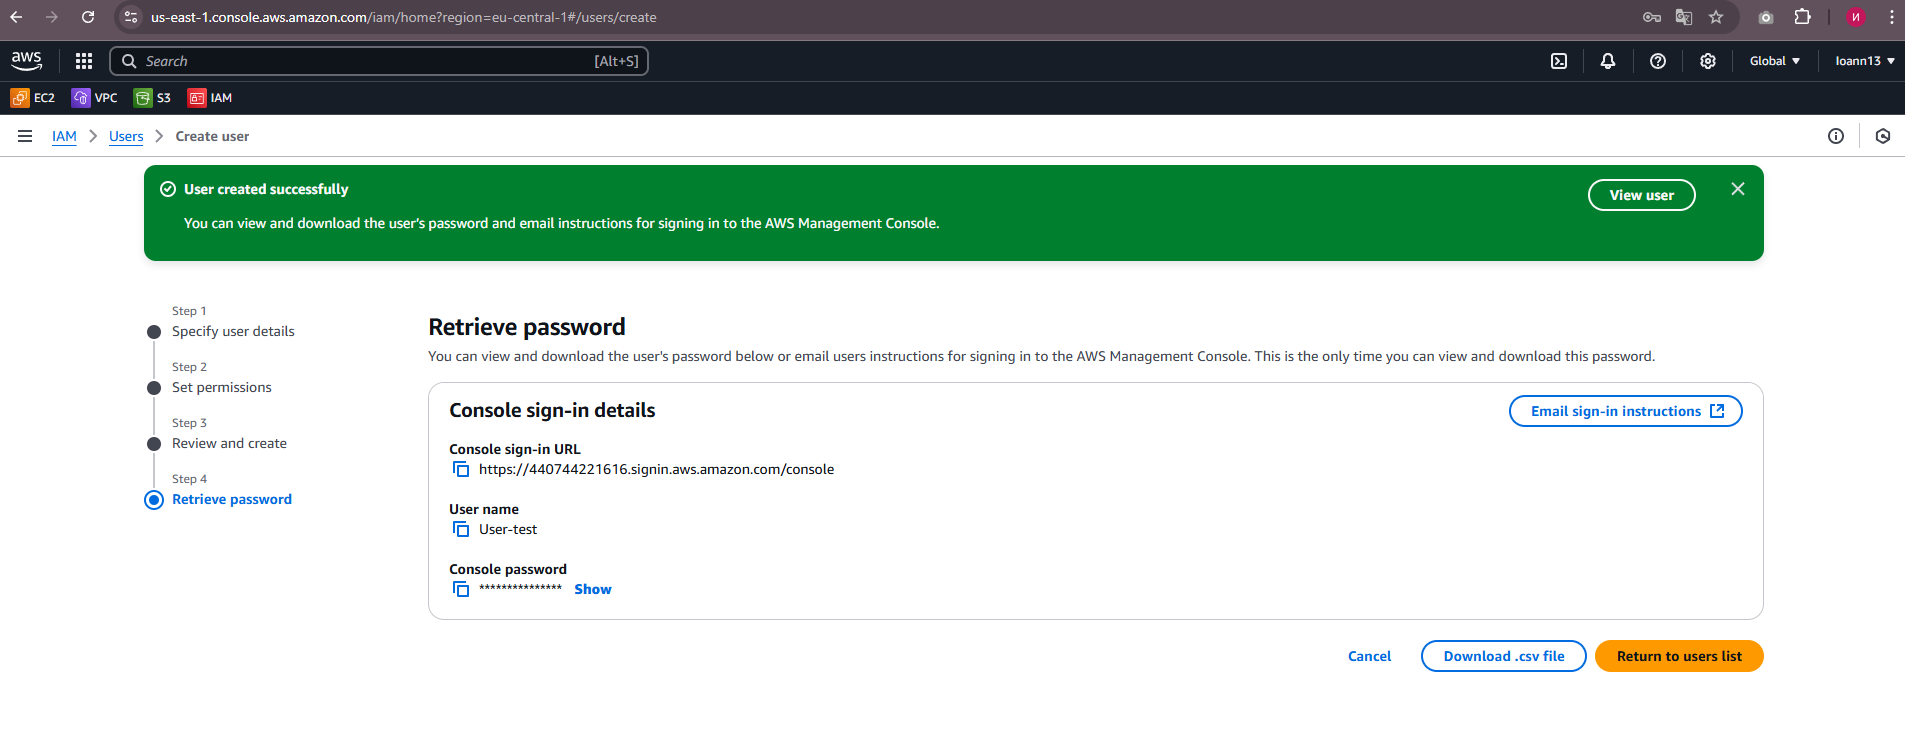 us-east-1.console.aws.amazon.com/iam/home?region=eu-central-1#/users/create
И
aws
Search
[Alt+S]
Global
Ioann13
EC2
VPC
S3
IAM
IAM
Users
Create user
User created successfully
View user
You can view and download the user's password and email instructions for signing in to the AWS Management Console.
Step 1
Specify user details
Step 2
Set permissions
Step 3
Review and create
Step 4
Retrieve password
Retrieve password
You can view and download the user's password below or email users instructions for signing in to the AWS Management Console. This is the only time you can view and download this password.
Console sign-in details
Email sign-in instructions
Console sign-in URL
https://440744221616.signin.aws.amazon.com/console
User name
User-test
Console password
*************** Show
Cancel
Download .csv file
Return to users list